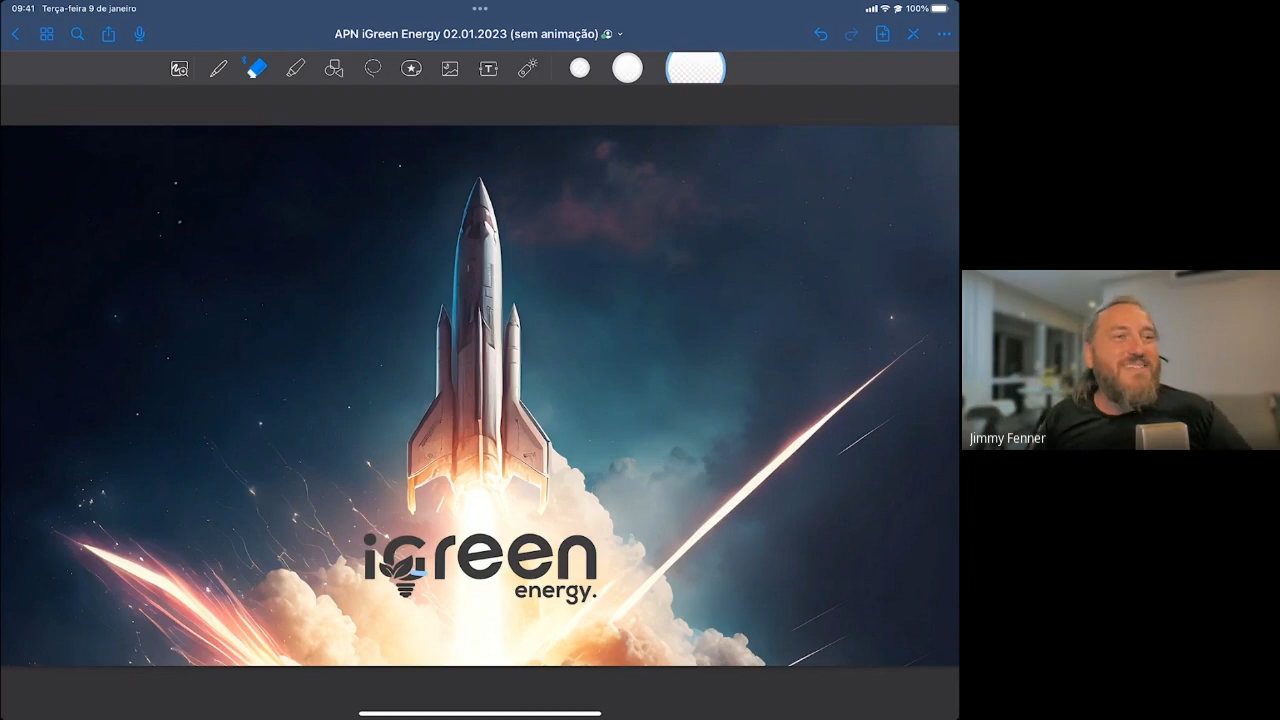 09:41 Terça-feira 9 de janeiro
100%
APN iGreen Energy 02.01.2023 (sem animação)
T
iGreen
energy.
Jimmy Fenner